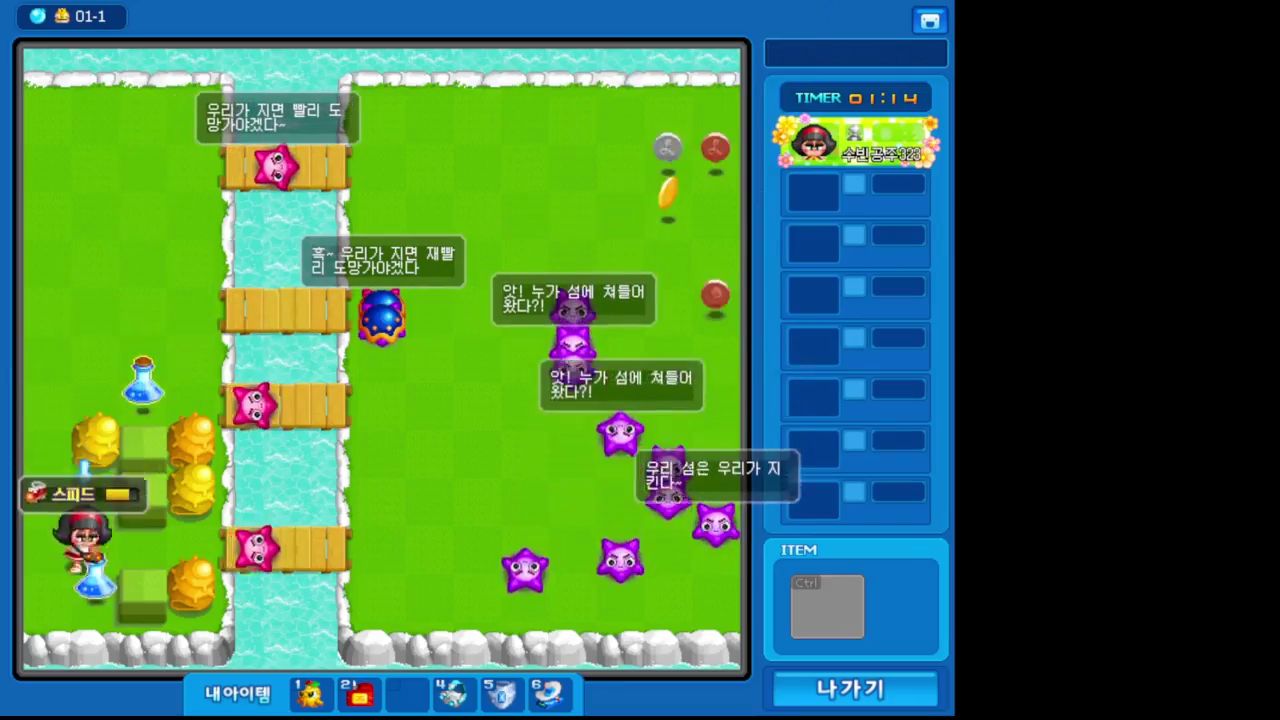 01-1
우리가 지면 빨리 도
망가야겠다~
흑~ 우리가 지면 재빨
리 도망가야겠다
앗! 누가 섬에 쳐들어
왔다?!
앗! 누가 섬에 쳐들어
왔다?!
우리 섬은 우리가 지
킨다~
스피드
TIMER 01:14
수빈공주323
ITEM
Ctrl
내아이템
1
2
4
5
6
나가기